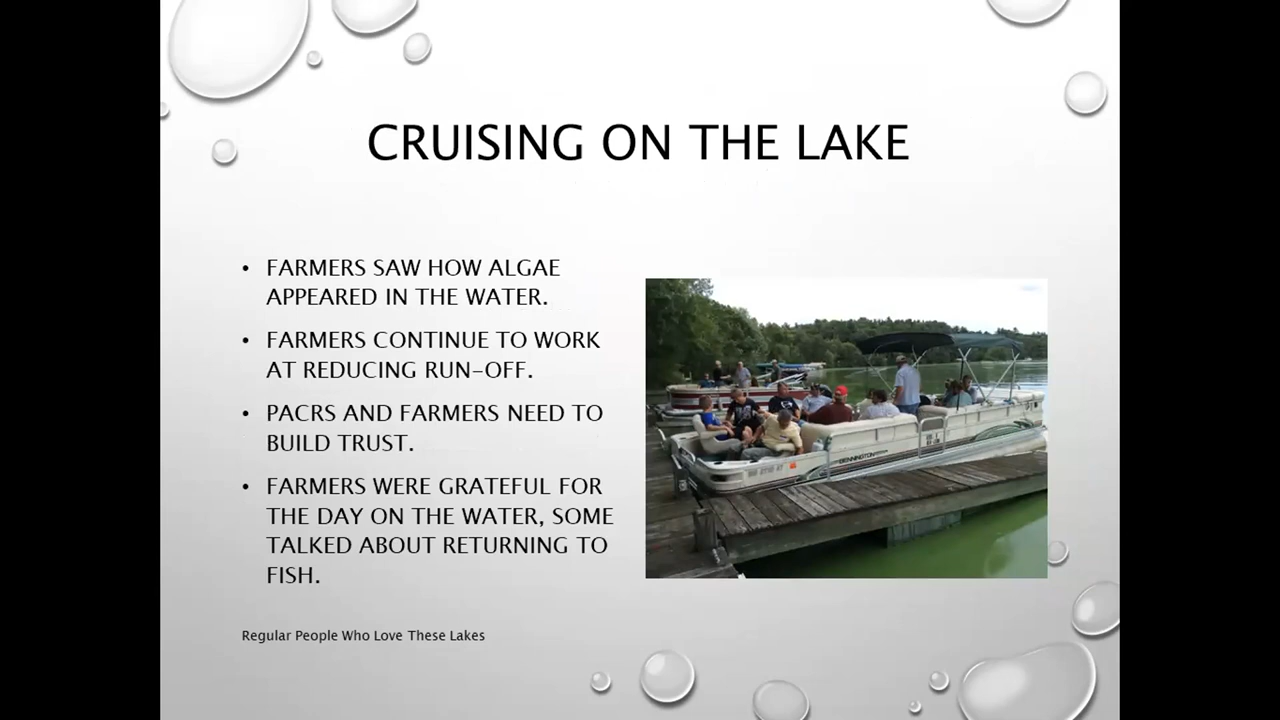 CRUISING ON THE LAKE
• FARMERS SAW HOW ALGAE
APPEARED IN THE WATER.
• FARMERS CONTINUE TO WORK
AT REDUCING RUN-OFF.
• PACRS AND FARMERS NEED TO
BUILD TRUST.
• FARMERS WERE GRATEFUL FOR
THE DAY ON THE WATER, SOME
TALKED ABOUT RETURNING TO
FISH.
BENNINGTON
Regular People Who Love These Lakes